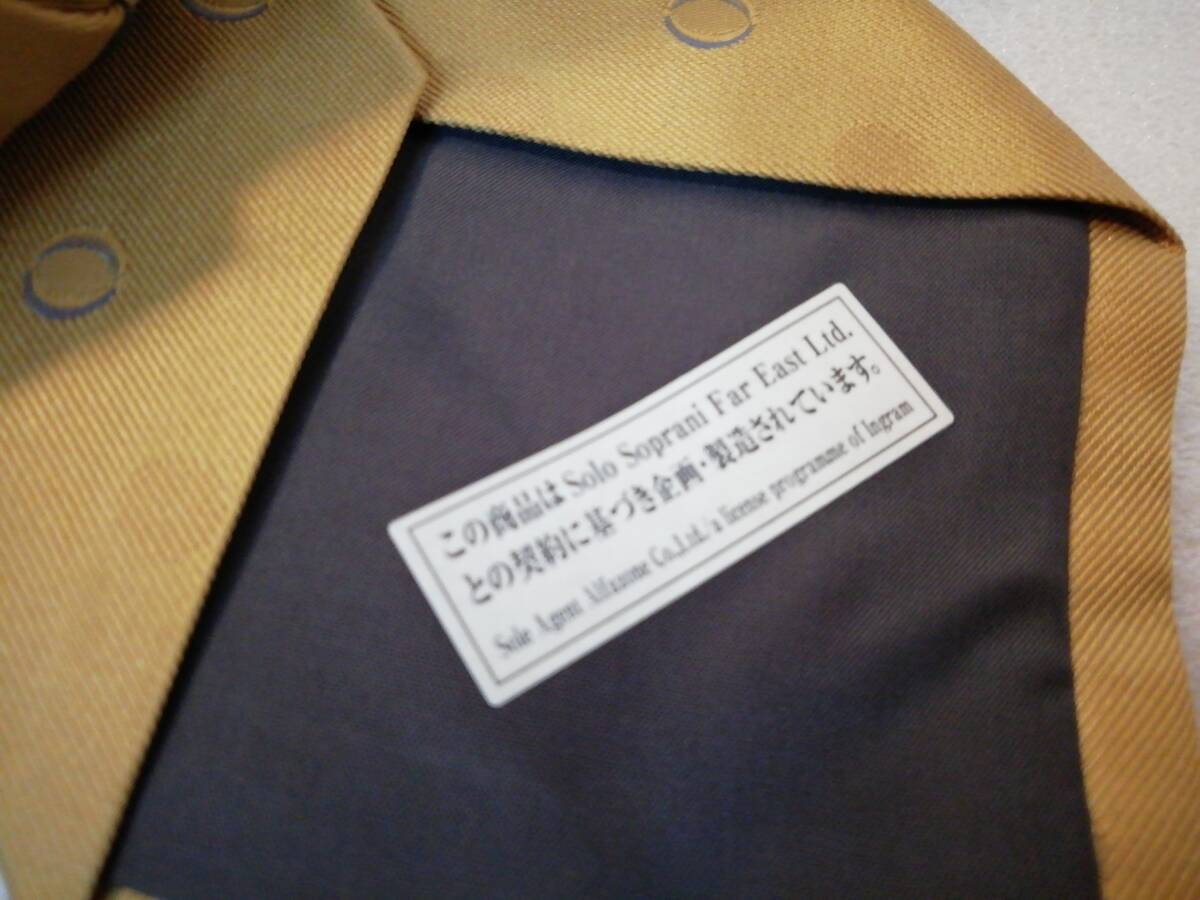 この商品はSolo Soprani Far East Ltd.
との契約に基づき企画・製造されています。
Sole Agent Co.,Ltd./a license programme of Ingram